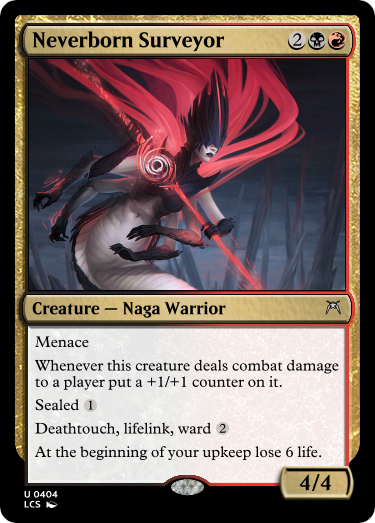 Neverborn Surveyor 2
Creature — Naga Warrior
Menace
Whenever this creature deals combat damage
to a player put a +1/+1 counter on it.
Sealed 1
Deathtouch, lifelink, ward 2
At the beginning of your upkeep lose 6 life.
4/4
U 0404
LCS